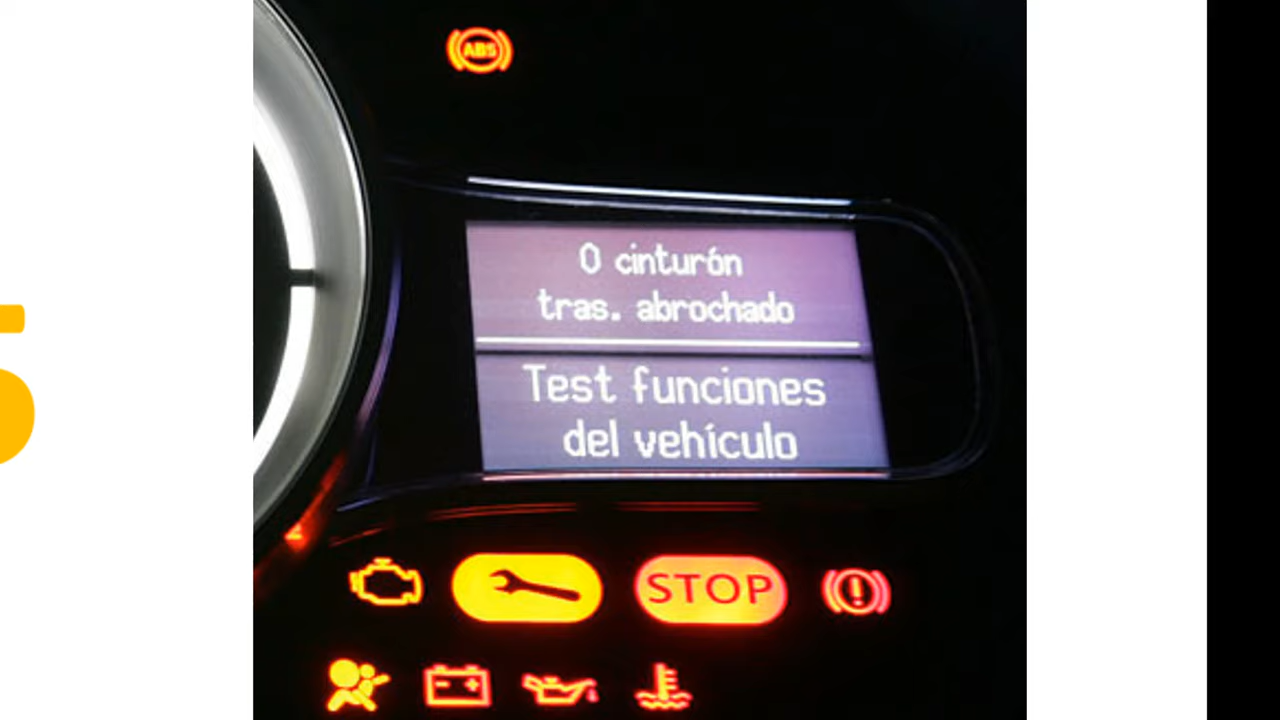 ABS
0 cinturón
tras. abrochado
Test funciones
del vehículo
STOP